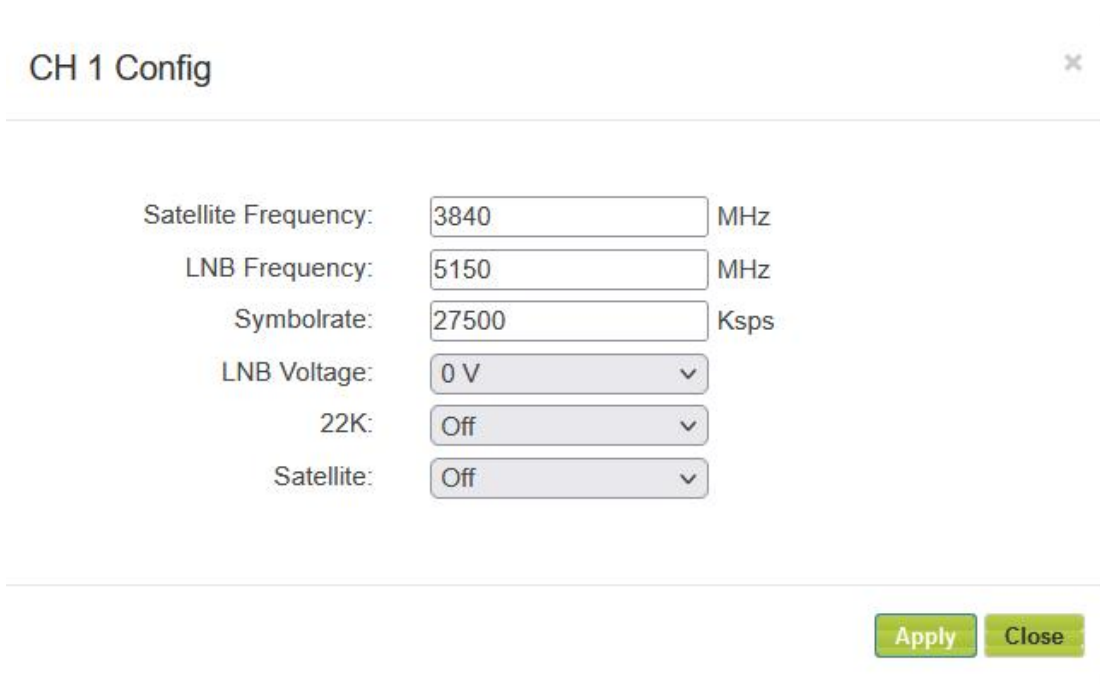 CH 1 Config ×
Satellite Frequency: 3840 MHz
LNB Frequency: 5150 MHz
Symbolrate: 27500 Ksps
LNB Voltage: 0 V
22K: Off
Satellite: Off
Apply Close